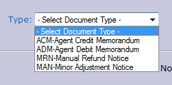 Type: - Select Document Type -
- Select Document Type -
ACM-Agent Credit Memorandum
ADM-Agent Debit Memorandum
MRN-Manual Refund Notice
MAN-Minor Adjustment Notice
No